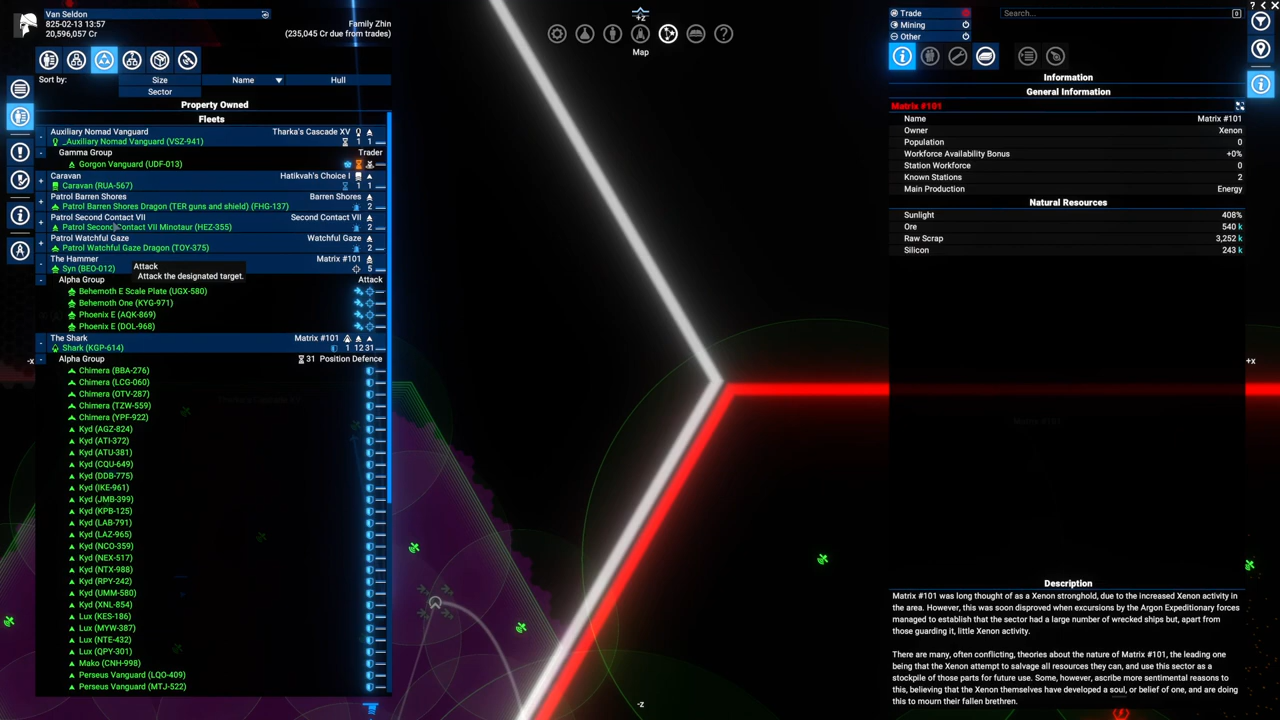 Van Seldon
825-02-13 13:57
20,596,057 Cr
Family Zhin
(235,045 Cr due from trades)
Map
Sort by:
Size
Name
Hull
Sector
Property Owned
Fleets
Auxiliary Nomad Vanguard Tharka's Cascade XV
_Auxiliary Nomad Vanguard (VSZ-941) 1 1
Gamma Group Trader
Gorgon Vanguard (UDF-013)
Caravan Hatikvah's Choice I
Caravan (RUA-567) 1 1
Patrol Barren Shores Barren Shores
Patrol Barren Shores Dragon (TER guns and shield) (FHG-137) 2
Patrol Second Contact VII Second Contact VII
Patrol Second Contact VII Minotaur (HEZ-355) 2
Patrol Watchful Gaze Watchful Gaze
Patrol Watchful Gaze Dragon (TOY-375) 2
The Hammer Matrix #101
Syn (BEO-012) 5
Attack
Attack the designated target.
Alpha Group Attack
Behemoth E Scale Plate (UGX-580)
Behemoth One (KYG-971)
Phoenix E (AQK-869)
Phoenix E (DOL-968)
The Shark Matrix #101
Shark (KGP-614) 1 12 31
Alpha Group 31 Position Defence
Chimera (BBA-276)
Chimera (LCG-060)
Chimera (OTV-287)
Chimera (TZW-559)
Chimera (YPF-922)
Kyd (AGZ-824)
Kyd (ATI-372)
Kyd (ATU-381)
Kyd (CQU-649)
Kyd (DDB-775)
Kyd (IKE-961)
Kyd (JMB-399)
Kyd (KPB-125)
Kyd (LAB-791)
Kyd (LAZ-965)
Kyd (NCO-359)
Kyd (NEX-517)
Kyd (NTX-988)
Kyd (RPY-242)
Kyd (UMM-580)
Kyd (XNL-854)
Lux (KES-186)
Lux (MYW-387)
Lux (NTE-432)
Lux (QPY-301)
Mako (CNH-998)
Perseus Vanguard (LQO-409)
Perseus Vanguard (MTJ-522)
-x
+x
+z
-z
Trade
Mining
Other
Search...
Information
General Information
Matrix #101
Name Matrix #101
Owner Xenon
Population 0
Workforce Availability Bonus +0%
Station Workforce 0
Known Stations 2
Main Production Energy
Natural Resources
Sunlight 408%
Ore 540 k
Raw Scrap 3,252 k
Silicon 243 k
Description
Matrix #101 was long thought of as a Xenon stronghold, due to the increased Xenon activity in
the area. However, this was soon disproved when excursions by the Argon Expeditionary forces
managed to establish that the sector had a large number of wrecked ships but, apart from
those guarding it, little Xenon activity.
There are many, often conflicting, theories about the nature of Matrix #101, the leading one
being that the Xenon attempt to salvage all resources they can, and use this sector as a
stockpile of those parts for future use. Some, however, ascribe more sentimental reasons to
this, believing that the Xenon themselves have developed a soul, or belief of one, and are doing
this to mourn their fallen brethren.